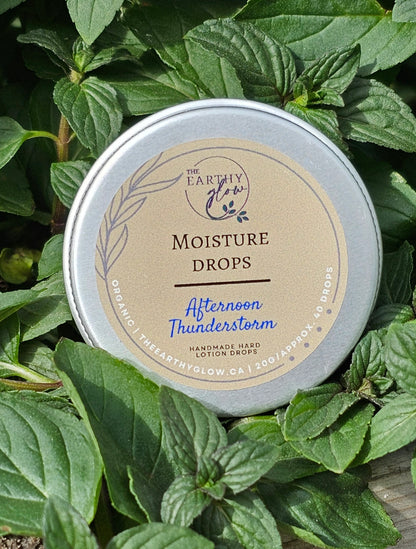 THE
EARTHY
glow
MOISTURE
DROPS
Afternoon
Thunderstorm
HANDMADE HARD
LOTION DROPS
ORGANIC | THEEARTHYGLOW.CA | 20G/APPROX. 40 DROPS